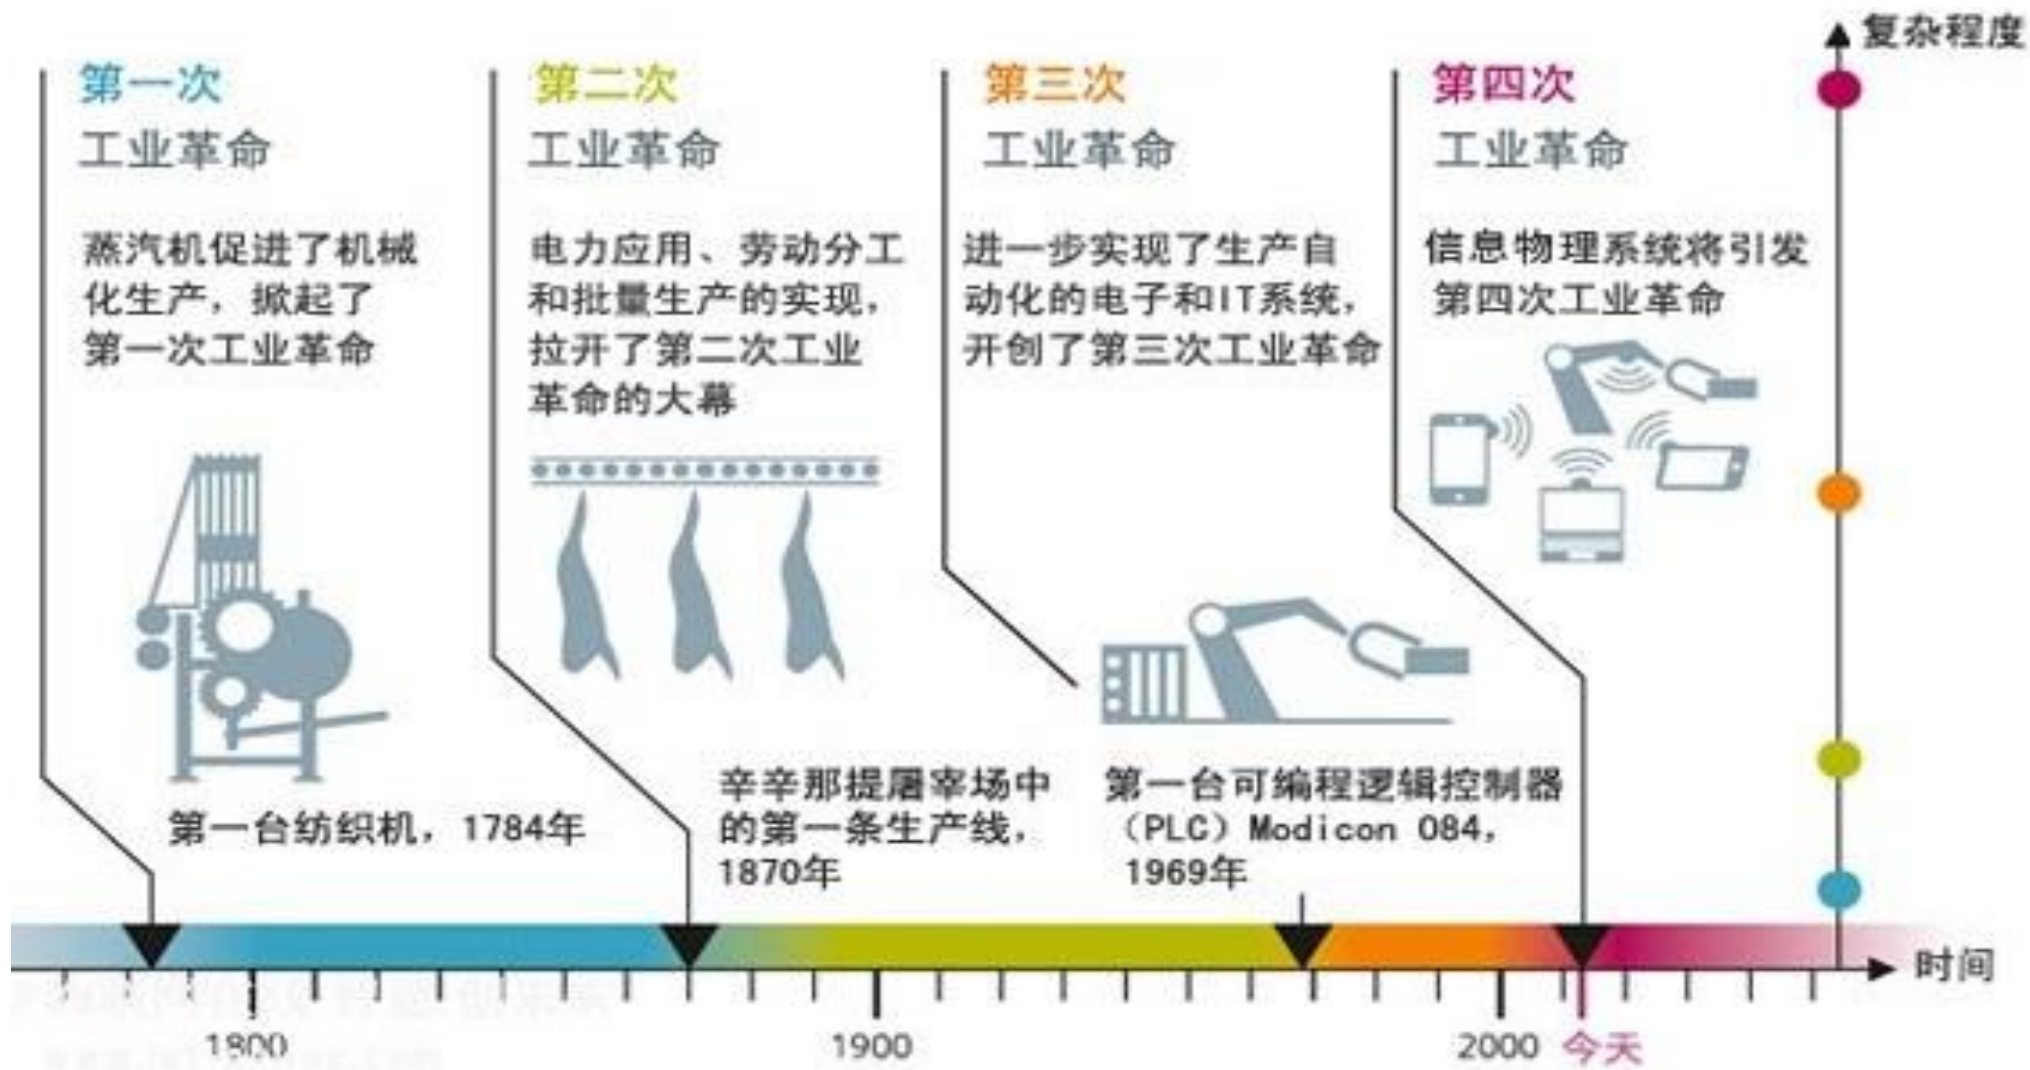 复杂程度
第一次
工业革命
蒸汽机促进了机械
化生产，掀起了
第一次工业革命
第一台纺织机，1784年
第二次
工业革命
电力应用、劳动分工
和批量生产的实现，
拉开了第二次工业
革命的大幕
辛辛那提屠宰场中
的第一条生产线，
1870年
第三次
工业革命
进一步实现了生产自
动化的电子和IT系统，
开创了第三次工业革命
第一台可编程逻辑控制器
（PLC）Modicon 084，
1969年
第四次
工业革命
信息物理系统将引发
第四次工业革命
时间
1800
1900
2000
今天